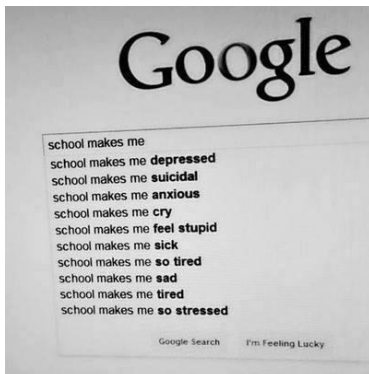 Google
school makes me
school makes me depressed
school makes me suicidal
school makes me anxious
school makes me cry
school makes me feel stupid
school makes me sick
school makes me so tired
school makes me sad
school makes me tired
school makes me so stressed
Google Search I'm Feeling Lucky